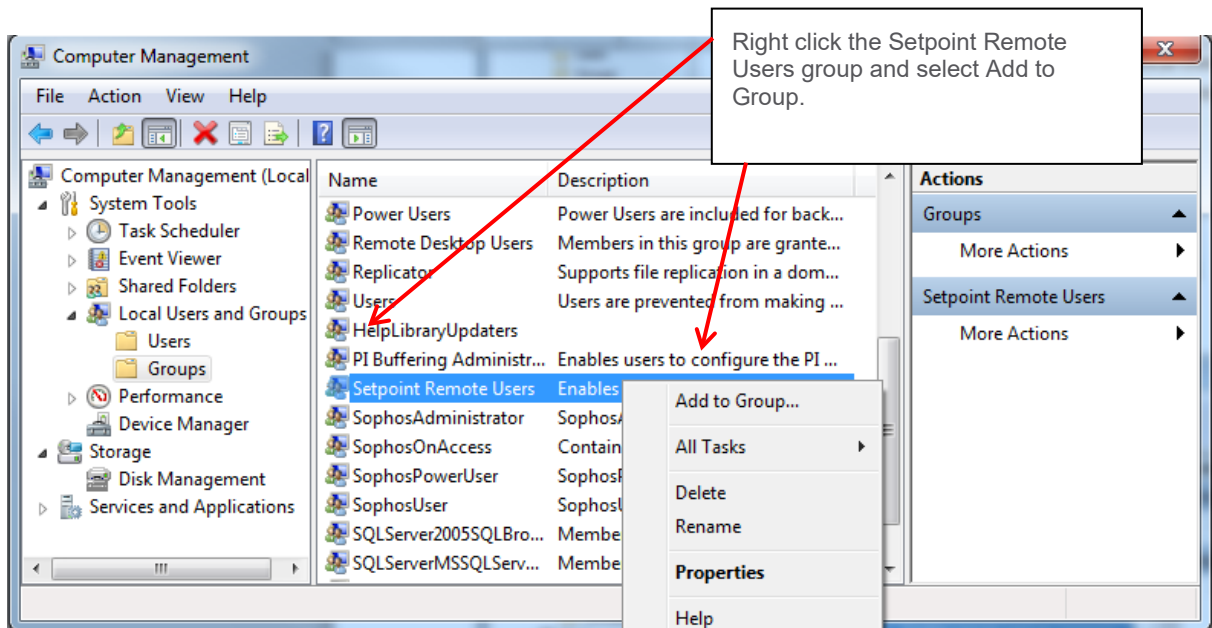 Right click the Setpoint Remote
Users group and select Add to
Group.
Computer Management
x
File Action View Help
Computer Management (Local
System Tools
Task Scheduler
Event Viewer
Shared Folders
Local Users and Groups
Users
Groups
Performance
Device Manager
Storage
Disk Management
Services and Applications
Name Description
Power Users Power Users are included for back...
Remote Desktop Users Members in this group are grante...
Replicator Supports file replication in a dom...
Users Users are prevented from making ...
HelpLibraryUpdaters
PI Buffering Administr... Enables users to configure the PI ...
Setpoint Remote Users Enables
SophosAdministrator SophosA
SophosOnAccess Contain
SophosPowerUser SophosP
SophosUser SophosU
SQLServer2005SQLBro... Membe
SQLServerMSSQLServ... Membe
Add to Group...
All Tasks
Delete
Rename
Properties
Help
Actions
Groups
More Actions
Setpoint Remote Users
More Actions